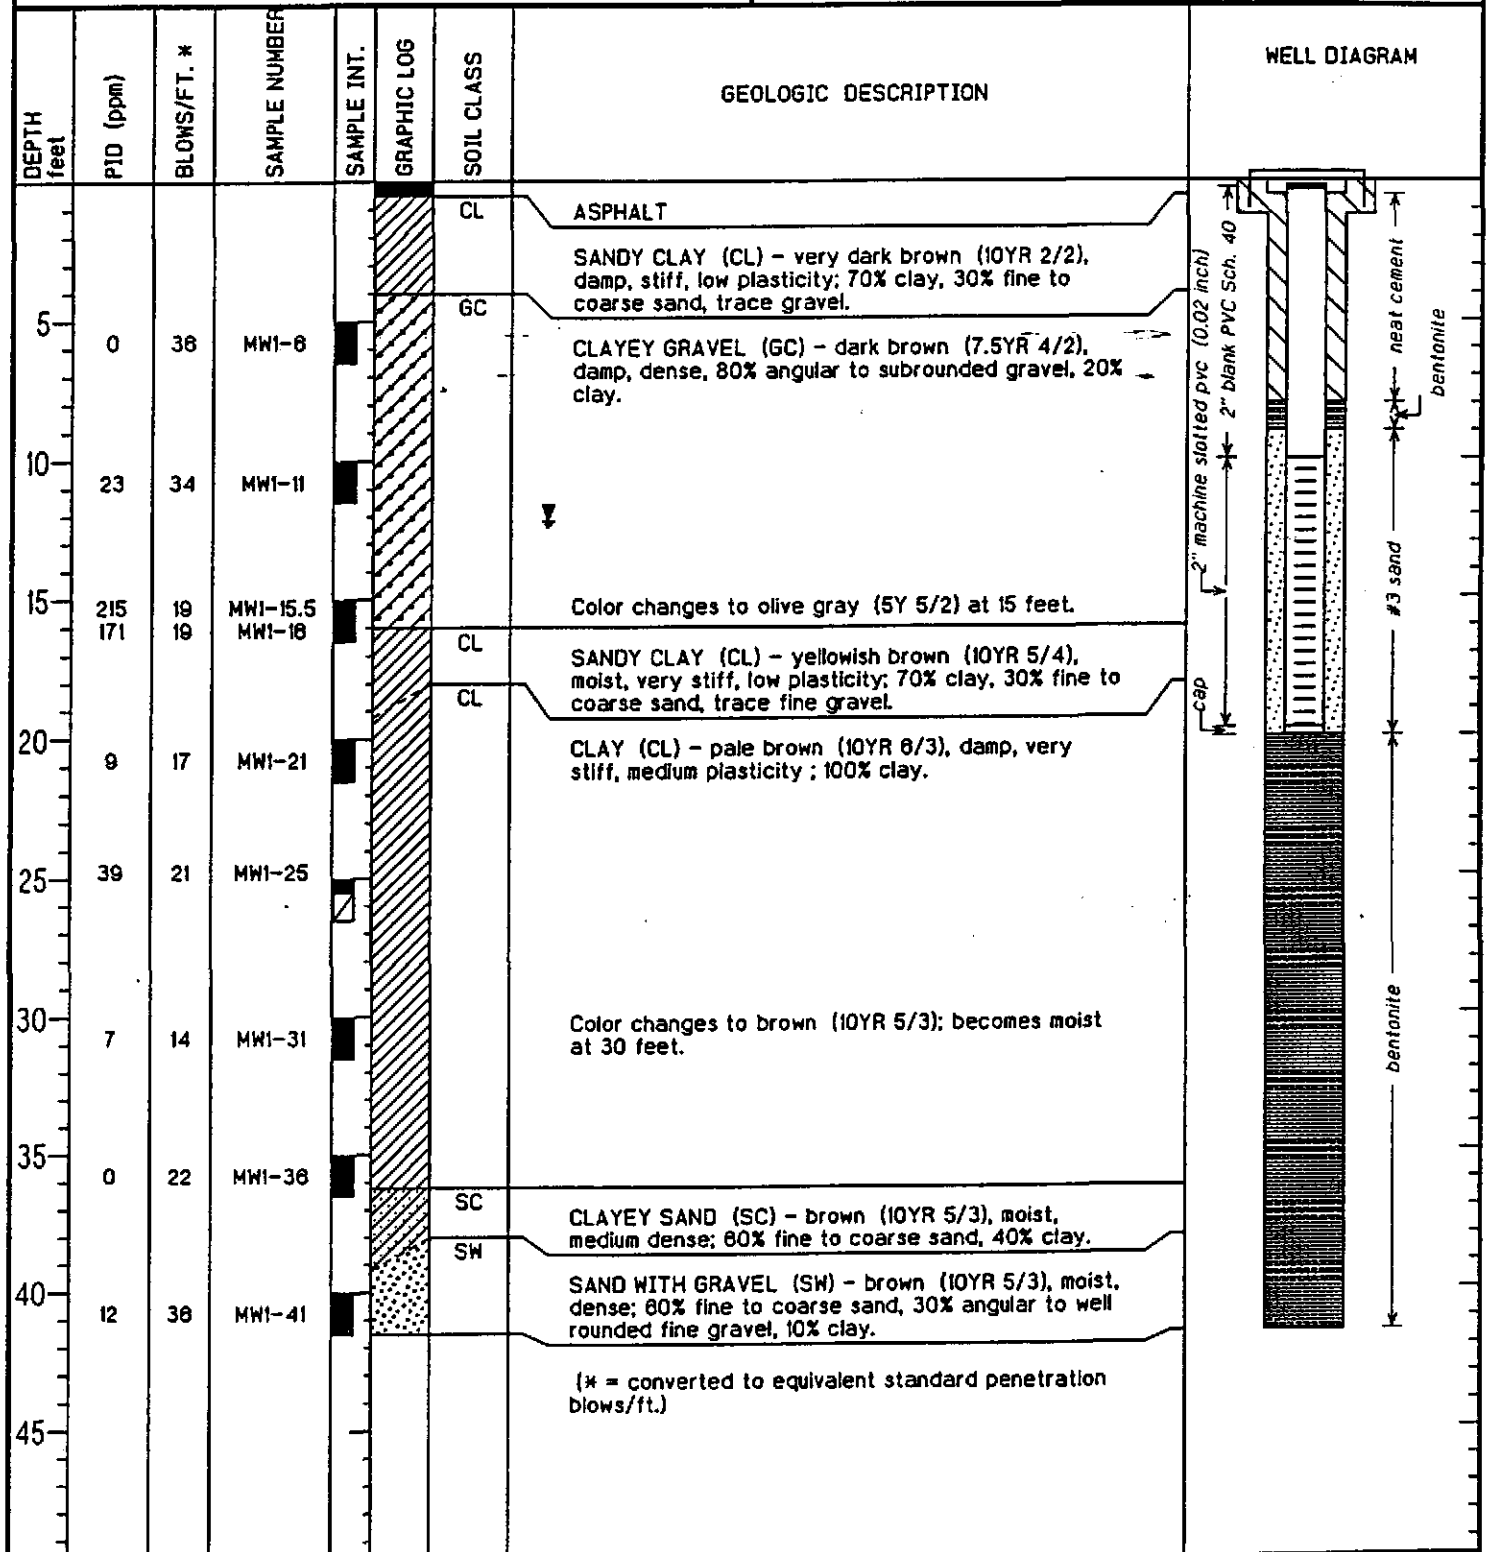 DEPTH
feet
PID (ppm)
BLOWS/FT. *
SAMPLE NUMBER
SAMPLE INT.
GRAPHIC LOG
SOIL CLASS
GEOLOGIC DESCRIPTION
WELL DIAGRAM
CL
ASPHALT
SANDY CLAY (CL) - very dark brown (10YR 2/2),
damp, stiff, low plasticity; 70% clay, 30% fine to
coarse sand, trace gravel.
GC
5
0 36 MW1-6
CLAYEY GRAVEL (GC) - dark brown (7.5YR 4/2),
damp, dense, 80% angular to subrounded gravel, 20%
clay.
10
23 34 MW1-11
15
215 19 MW1-15.5
171 19 MW1-16
Color changes to olive gray (5Y 5/2) at 15 feet.
CL
SANDY CLAY (CL) - yellowish brown (10YR 5/4),
moist, very stiff, low plasticity; 70% clay, 30% fine to
coarse sand, trace fine gravel.
CL
20
9 17 MW1-21
CLAY (CL) - pale brown (10YR 6/3), damp, very
stiff, medium plasticity ; 100% clay.
25
39 21 MW1-25
30
7 14 MW1-31
Color changes to brown (10YR 5/3); becomes moist
at 30 feet.
35
0 22 MW1-36
SC
CLAYEY SAND (SC) - brown (10YR 5/3), moist,
medium dense; 60% fine to coarse sand, 40% clay.
SW
40
12 36 MW1-41
SAND WITH GRAVEL (SW) - brown (10YR 5/3), moist,
dense; 60% fine to coarse sand, 30% angular to well
rounded fine gravel, 10% clay.
(* = converted to equivalent standard penetration
blows/ft.)
45
2" machine slotted pvc (0.02 inch)
2" blank PVC Sch. 40
cap
neat cement
bentonite
#3 sand
bentonite